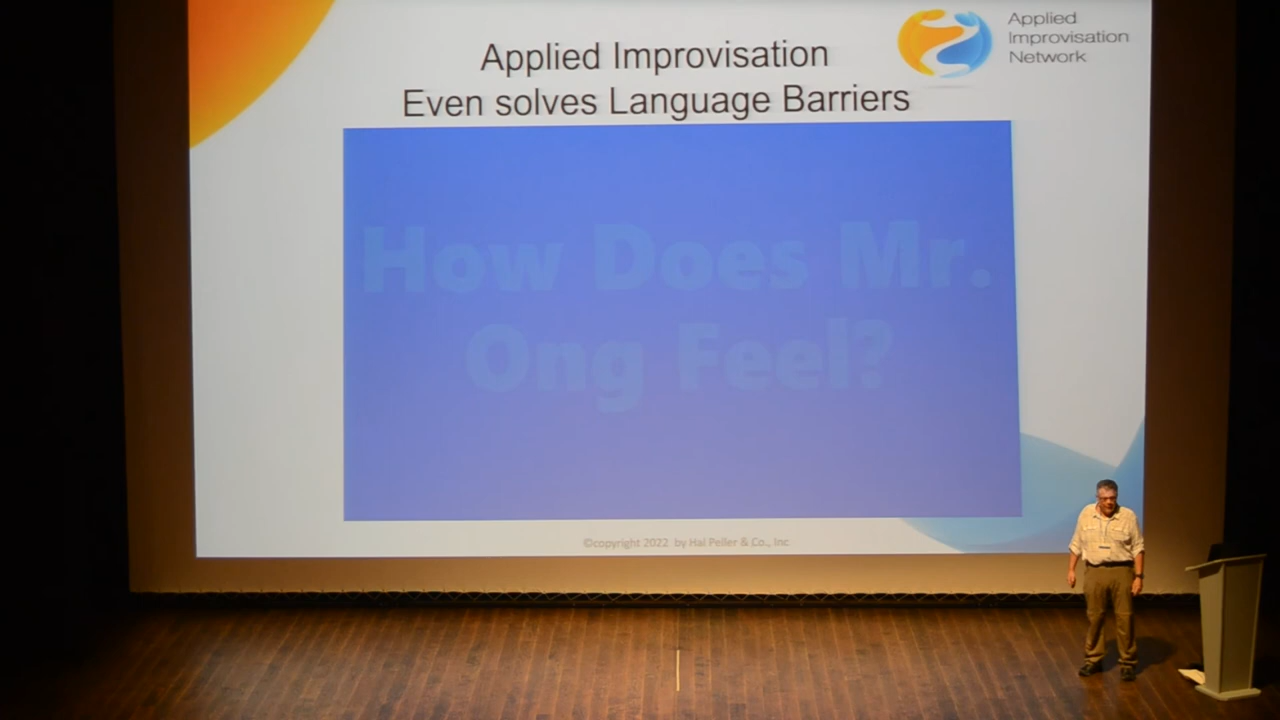 Applied Improvisation
Even solves Language Barriers
Applied
Improvisation
Network
How Does Mr.
Ong Feel?
©copyright 2022 by Hal Peller & Co., Inc.